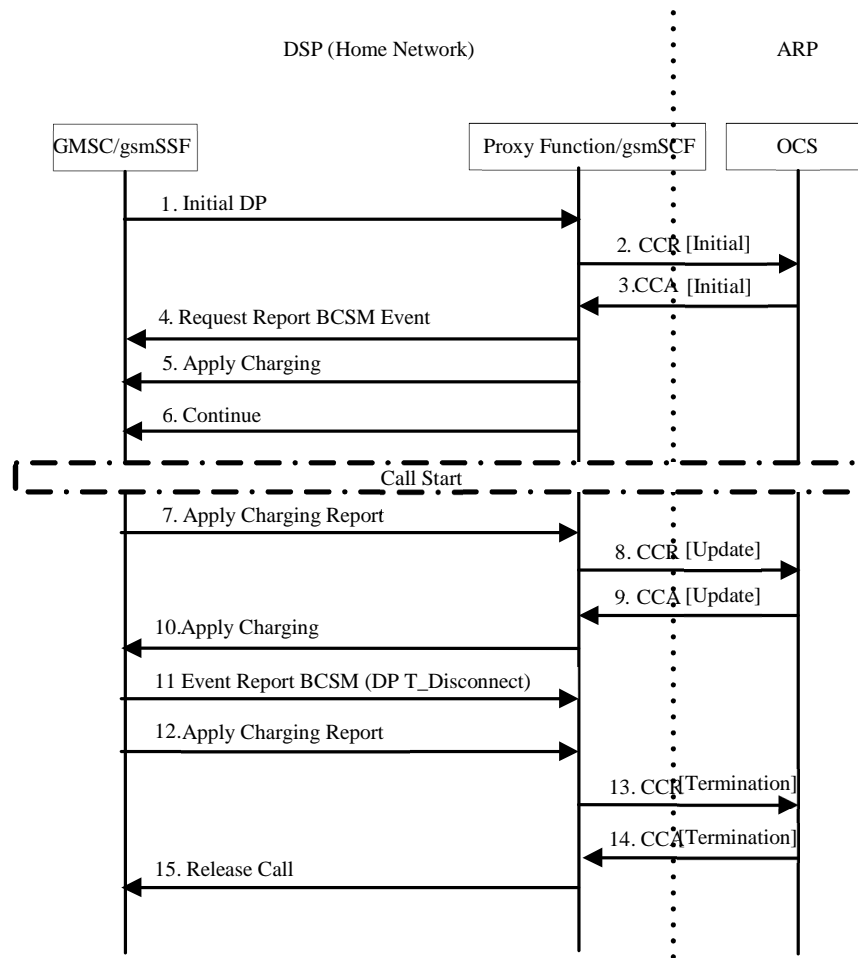 DSP (Home Network)
ARP
GMSC/gsmSSF
Proxy Function/gsmSCF
OCS
1. Initial DP
2. CCR [Initial]
3.CCA [Initial]
4. Request Report BCSM Event
5. Apply Charging
6. Continue
Call Start
7. Apply Charging Report
8. CCR [Update]
9. CCA [Update]
10.Apply Charging
11 Event Report BCSM (DP T_Disconnect)
12.Apply Charging Report
13. CCR [Termination]
14. CCA [Termination]
15. Release Call